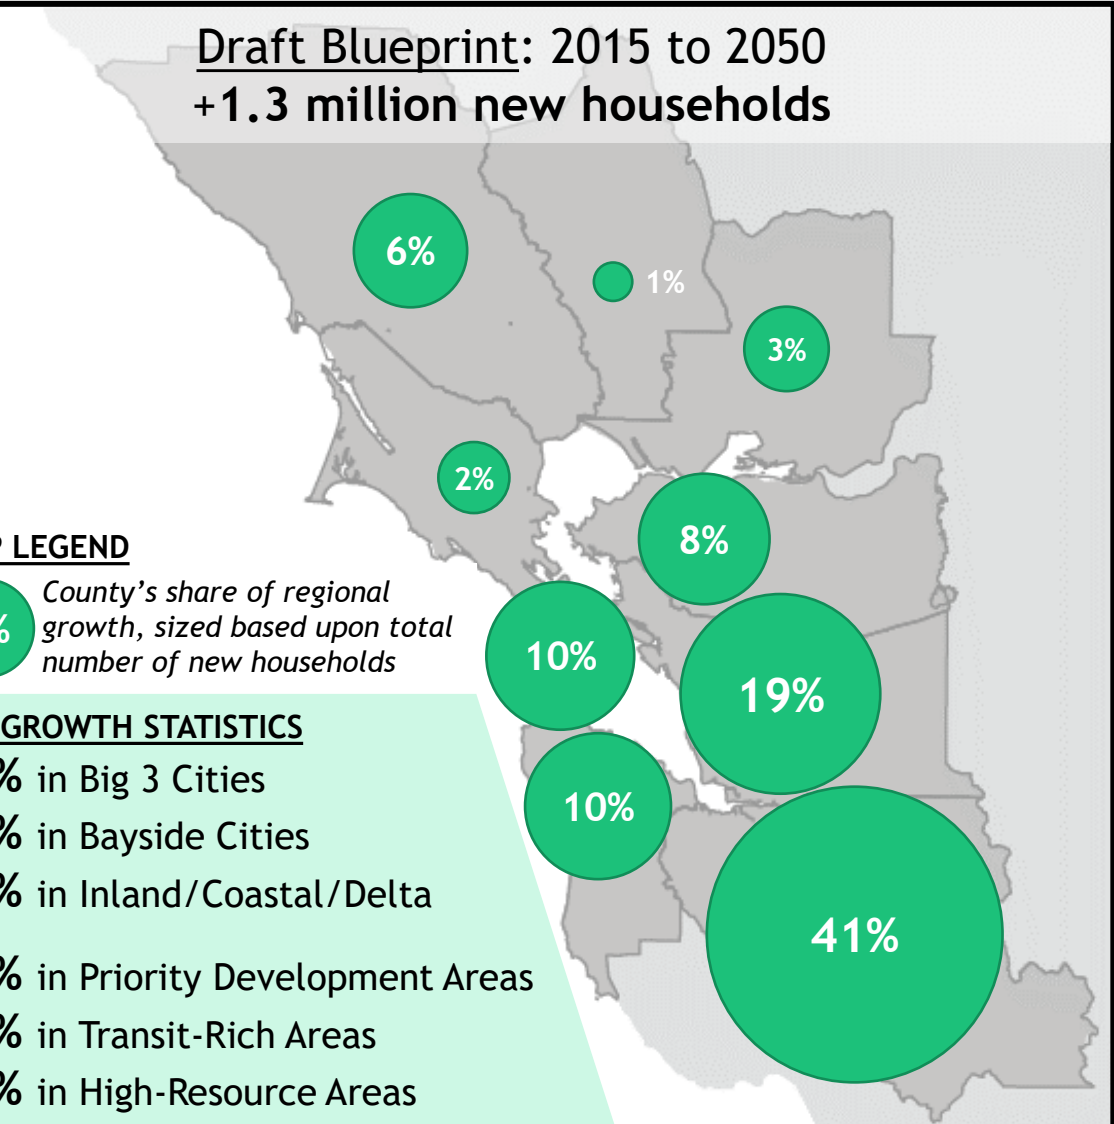 Draft Blueprint: 2015 to 2050
+1.3 million new households
6%
1%
3%
2%
8%
LEGEND
%
County’s share of regional
growth, sized based upon total
number of new households
10%
19%
GROWTH STATISTICS
% in Big 3 Cities
10%
% in Bayside Cities
% in Inland/Coastal/Delta
41%
% in Priority Development Areas
% in Transit-Rich Areas
% in High-Resource Areas